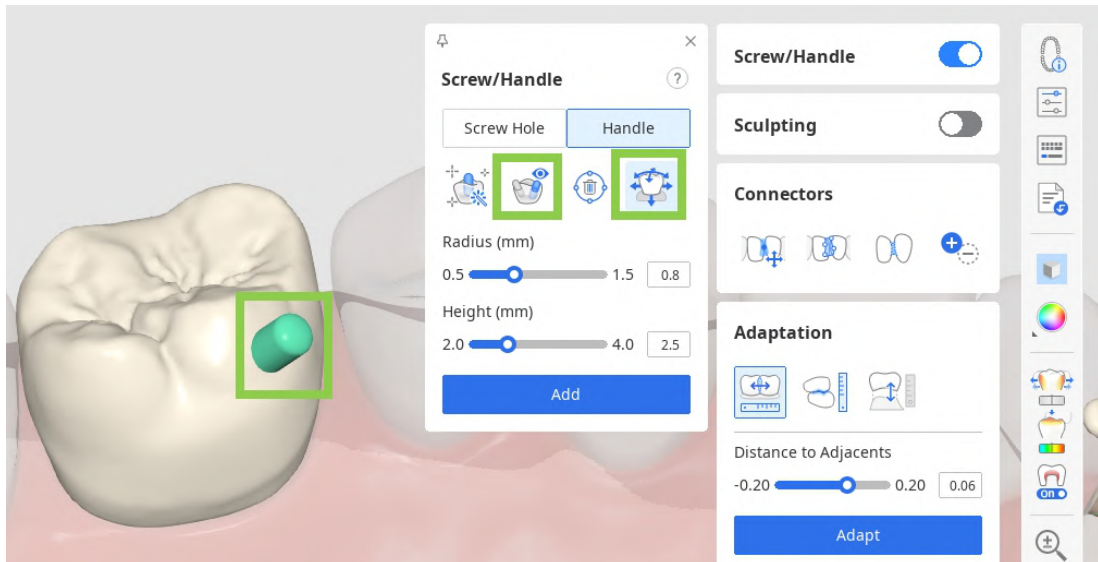 Screw/Handle
?
Screw Hole
Handle
Radius (mm)
0.5
1.5
0.8
Height (mm)
2.0
4.0
2.5
Add
Screw/Handle
Sculpting
Connectors
Adaptation
Distance to Adjacents
-0.20
0.20
0.06
Adapt
On